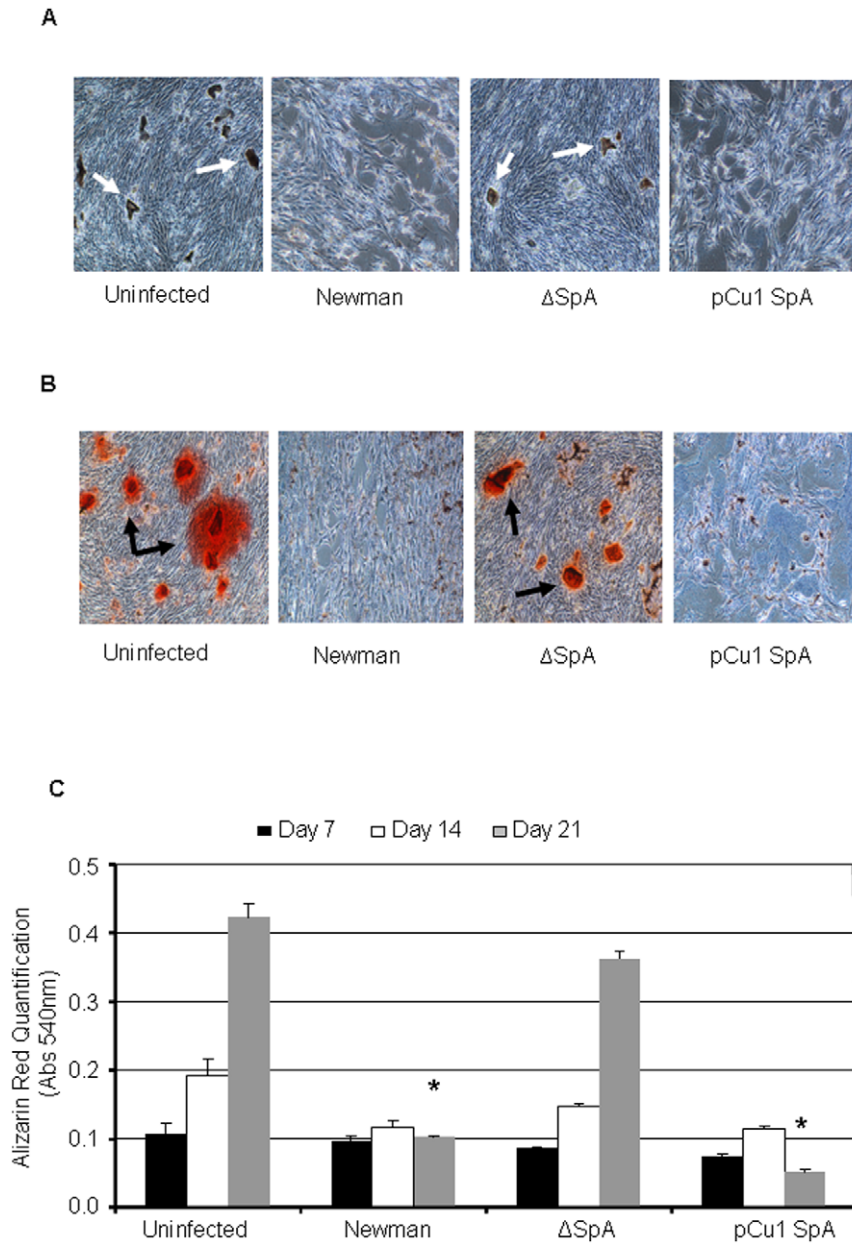 A
Uninfected Newman ΔSpA pCu1 SpA
B
Uninfected Newman ΔSpA pCu1 SpA
C
Day 7 Day 14 Day 21
Alizarin Red Quantification
(Abs 540nm)
0.5
0.4
0.3
0.2
0.1
0.0
*
*
Uninfected Newman ΔSpA pCu1 SpA